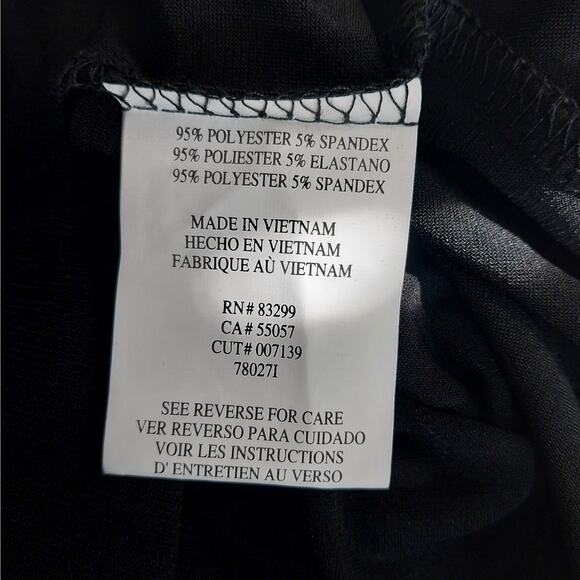 95% POLYESTER 5% SPANDEX
95% POLIESTER 5% ELASTANO
95% POLYESTER 5% SPANDEX
MADE IN VIETNAM
HECHO EN VIETNAM
FABRIQUE AÙ VIETNAM
RN# 83299
CA# 55057
CUT# 007139
78027I
SEE REVERSE FOR CARE
VER REVERSO PARA CUIDADO
VOIR LES INSTRUCTIONS
D' ENTRETIEN AU VERSO